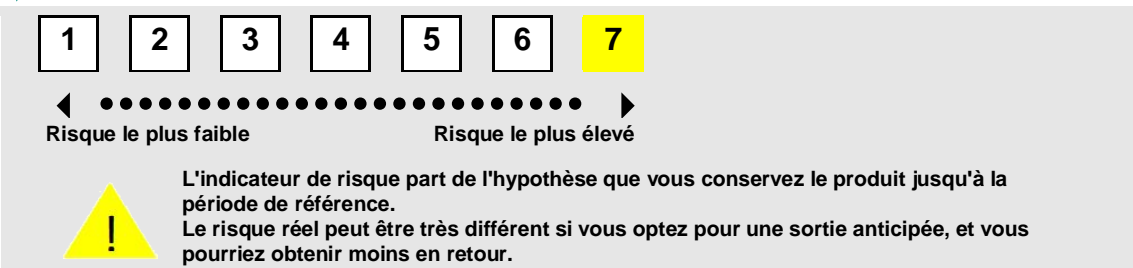 1 2 3 4 5 6 7
Risque le plus faible Risque le plus élevé
L'indicateur de risque part de l'hypothèse que vous conservez le produit jusqu'à la
période de référence.
! Le risque réel peut être très différent si vous optez pour une sortie anticipée, et vous
pourriez obtenir moins en retour.